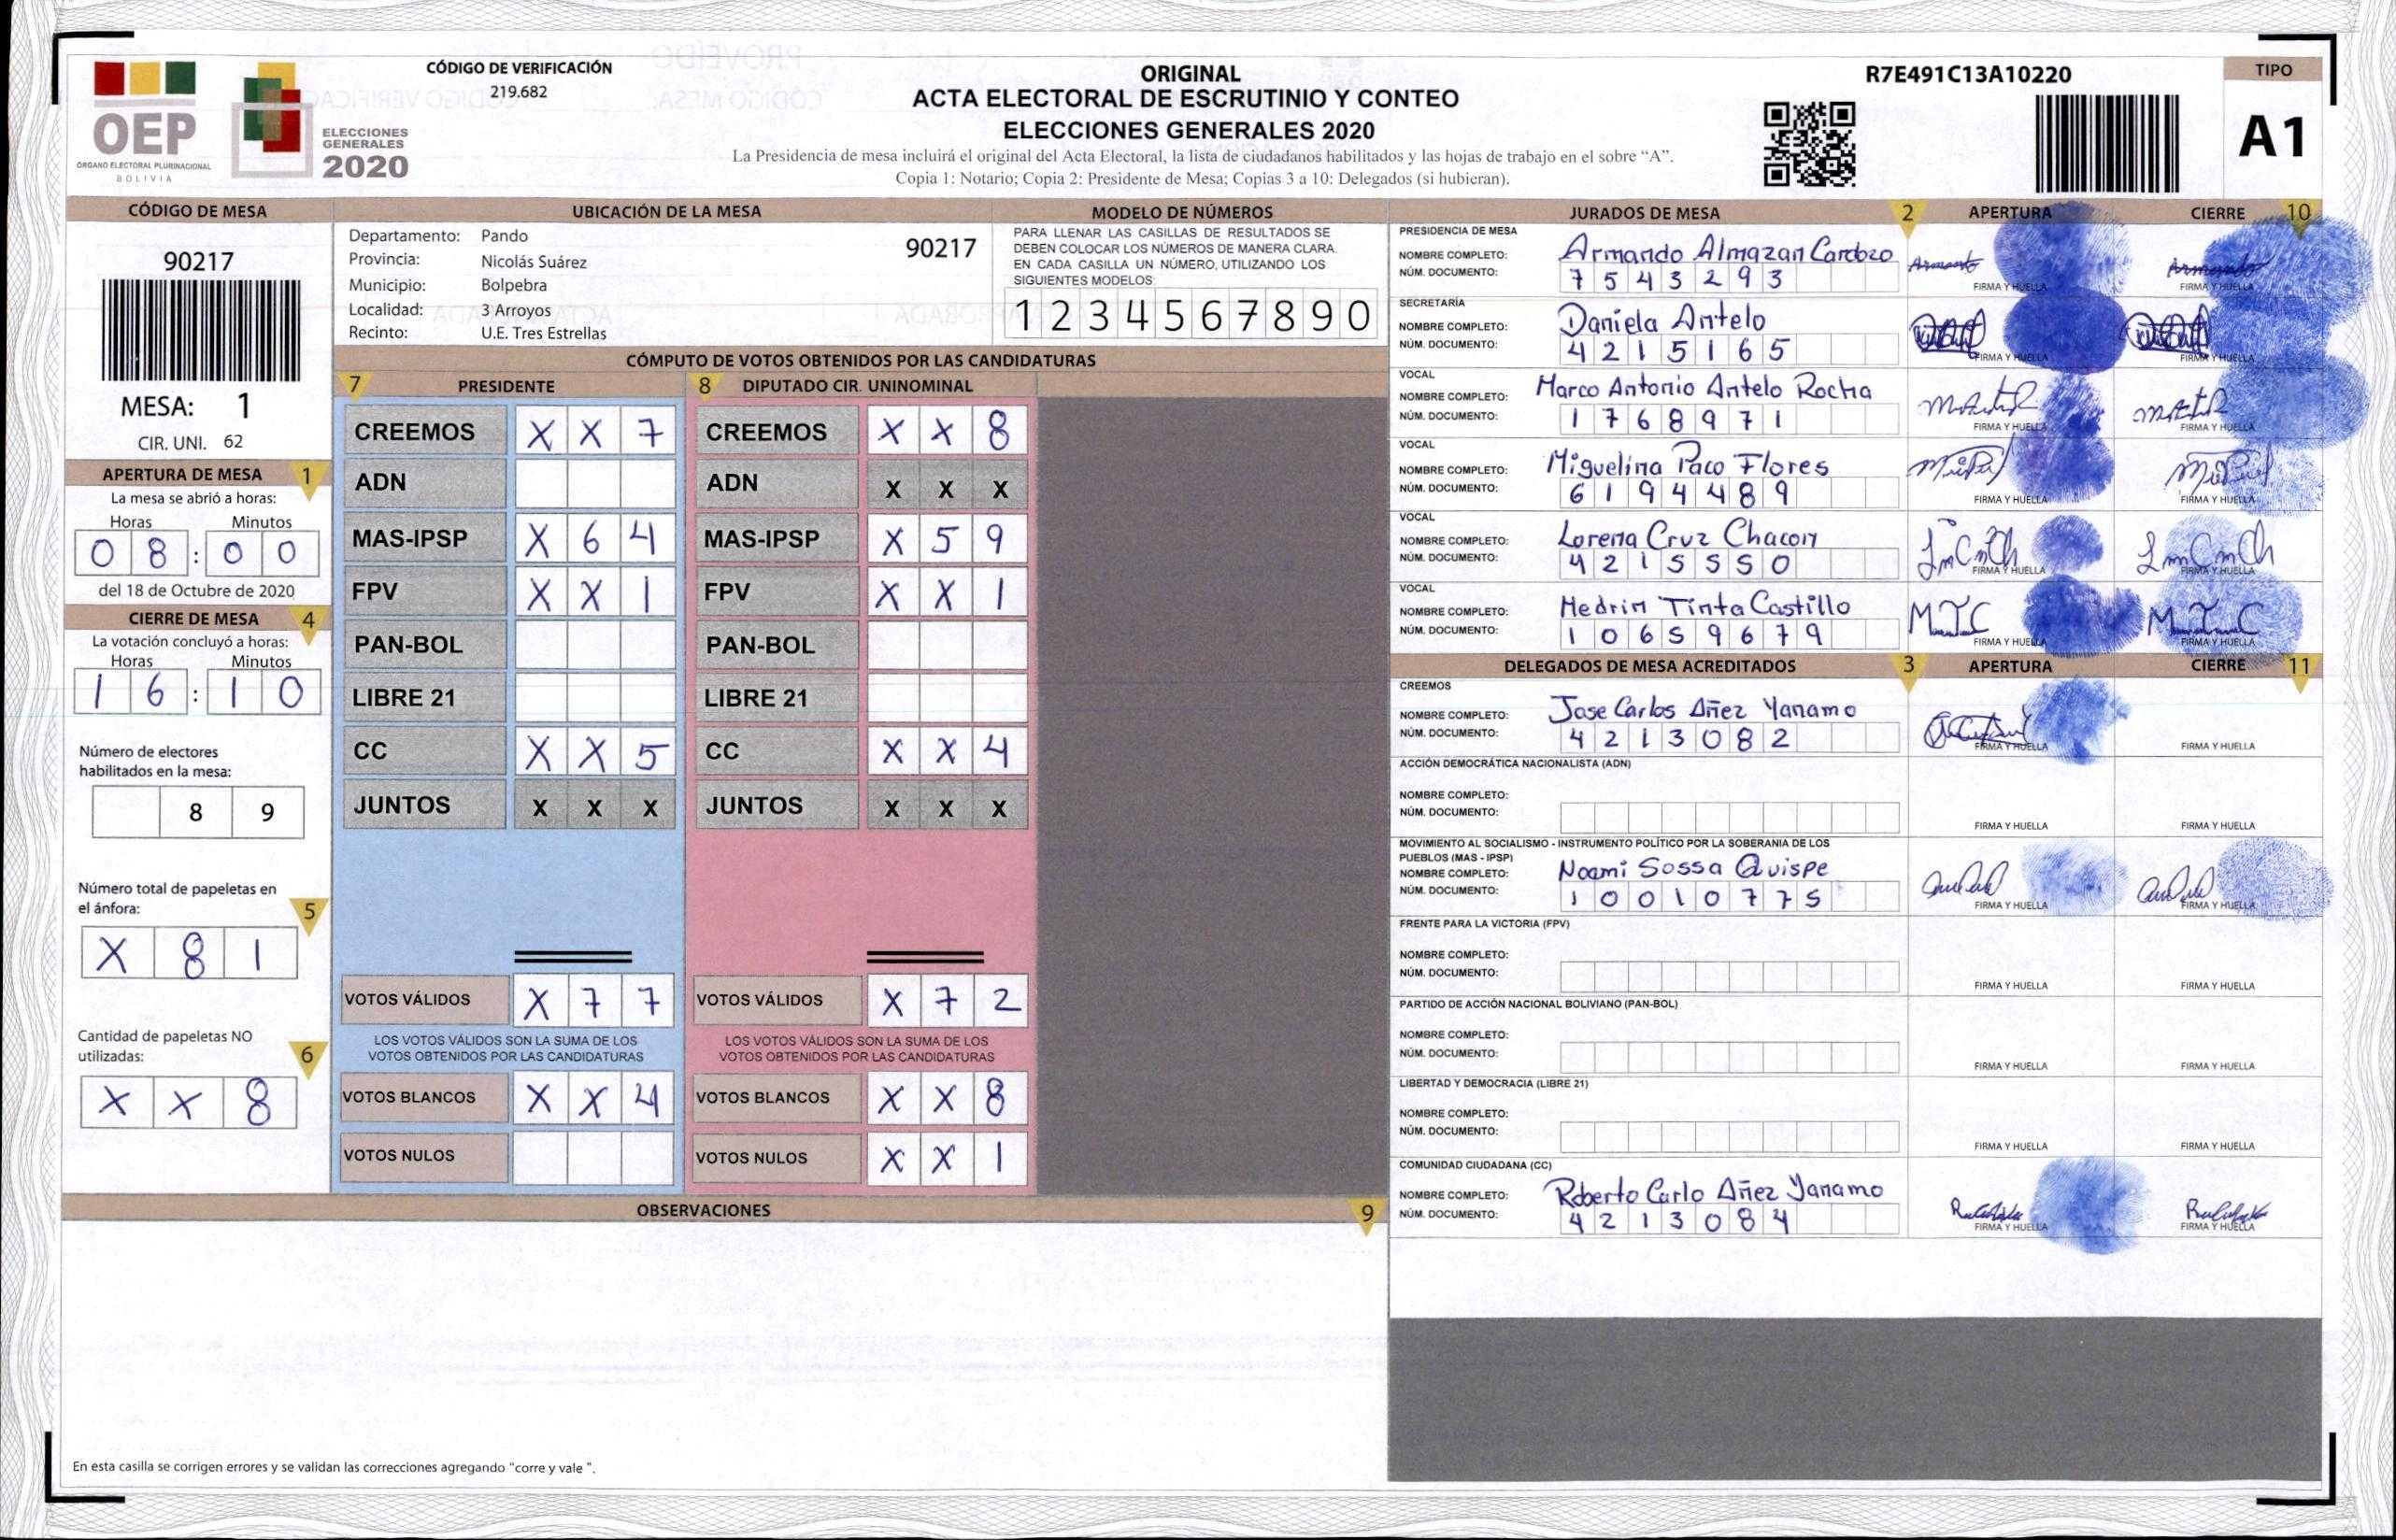 OEP
ÓRGANO ELECTORAL PLURINACIONAL
BOLIVIA
ELECCIONES
GENERALES
2020
CÓDIGO DE VERIFICACIÓN
219.682
ORIGINAL
ACTA ELECTORAL DE ESCRUTINIO Y CONTEO
ELECCIONES GENERALES 2020
La Presidencia de mesa incluirá el original del Acta Electoral, la lista de ciudadanos habilitados y las hojas de trabajo en el sobre “A”.
Copia 1: Notario; Copia 2: Presidente de Mesa; Copias 3 a 10: Delegados (si hubieran).
R7E491C13A10220
TIPO
A1
CÓDIGO DE MESA
90217
MESA: 1
CIR. UNI. 62
APERTURA DE MESA 1
La mesa se abrió a horas:
Horas Minutos
0 8 : 0 0
del 18 de Octubre de 2020
CIERRE DE MESA 4
La votación concluyó a horas:
Horas Minutos
1 6 : 1 0
Número de electores
habilitados en la mesa:
8 9
Número total de papeletas en
el ánfora: 5
X 8 1
Cantidad de papeletas NO
utilizadas: 6
X X 8
UBICACIÓN DE LA MESA
Departamento: Pando
90217
Provincia: Nicolás Suárez
Municipio: Bolpebra
Localidad: 3 Arroyos
Recinto: U.E. Tres Estrellas
MODELO DE NÚMEROS
PARA LLENAR LAS CASILLAS DE RESULTADOS SE
DEBEN COLOCAR LOS NÚMEROS DE MANERA CLARA.
EN CADA CASILLA UN NÚMERO, UTILIZANDO LOS
SIGUIENTES MODELOS:
1 2 3 4 5 6 7 8 9 0
CÓMPUTO DE VOTOS OBTENIDOS POR LAS CANDIDATURAS
7 PRESIDENTE
CREEMOS X X 7
ADN
MAS-IPSP X 6 4
FPV X X 1
PAN-BOL
LIBRE 21
CC X X 5
JUNTOS X X X
VOTOS VÁLIDOS X 7 7
LOS VOTOS VÁLIDOS SON LA SUMA DE LOS
VOTOS OBTENIDOS POR LAS CANDIDATURAS
VOTOS BLANCOS X X 4
VOTOS NULOS
8 DIPUTADO CIR. UNINOMINAL
CREEMOS X X 8
ADN X X X
MAS-IPSP X 5 9
FPV X X 1
PAN-BOL
LIBRE 21
CC X X 4
JUNTOS X X X
VOTOS VÁLIDOS X 7 2
LOS VOTOS VÁLIDOS SON LA SUMA DE LOS
VOTOS OBTENIDOS POR LAS CANDIDATURAS
VOTOS BLANCOS X X 8
VOTOS NULOS X X 1
OBSERVACIONES 9
En esta casilla se corrigen errores y se validan las correcciones agregando "corre y vale ".
JURADOS DE MESA 2 APERTURA CIERRE 10
PRESIDENCIA DE MESA
NOMBRE COMPLETO: Armando Almazan Cardozo
NÚM. DOCUMENTO: 7 5 4 3 2 9 3
FIRMA Y HUELLA FIRMA Y HUELLA
SECRETARÍA
NOMBRE COMPLETO: Daniela Antelo
NÚM. DOCUMENTO: 4 2 1 5 1 6 5
FIRMA Y HUELLA FIRMA Y HUELLA
VOCAL
NOMBRE COMPLETO: Marco Antonio Antelo Rocha
NÚM. DOCUMENTO: 1 7 6 8 9 7 1
FIRMA Y HUELLA FIRMA Y HUELLA
VOCAL
NOMBRE COMPLETO: Miguelina Paco Flores
NÚM. DOCUMENTO: 6 1 9 4 4 8 9
FIRMA Y HUELLA FIRMA Y HUELLA
VOCAL
NOMBRE COMPLETO: Lorena Cruz Chacon
NÚM. DOCUMENTO: 4 2 1 5 5 5 0
FIRMA Y HUELLA FIRMA Y HUELLA
VOCAL
NOMBRE COMPLETO: Medrin Tinta Castillo
NÚM. DOCUMENTO: 1 0 6 5 9 6 7 9
FIRMA Y HUELLA FIRMA Y HUELLA
DELEGADOS DE MESA ACREDITADOS 3 APERTURA CIERRE 11
CREEMOS
NOMBRE COMPLETO: Jose Carlos Añez Yanamo
NÚM. DOCUMENTO: 4 2 1 3 0 8 2
FIRMA Y HUELLA FIRMA Y HUELLA
ACCIÓN DEMOCRÁTICA NACIONALISTA (ADN)
NOMBRE COMPLETO:
NÚM. DOCUMENTO:
FIRMA Y HUELLA FIRMA Y HUELLA
MOVIMIENTO AL SOCIALISMO - INSTRUMENTO POLÍTICO POR LA SOBERANIA DE LOS
PUEBLOS (MAS - IPSP)
NOMBRE COMPLETO: Noami Sossa Quispe
NÚM. DOCUMENTO: 1 0 0 1 0 7 7 5
FIRMA Y HUELLA FIRMA Y HUELLA
FRENTE PARA LA VICTORIA (FPV)
NOMBRE COMPLETO:
NÚM. DOCUMENTO:
FIRMA Y HUELLA FIRMA Y HUELLA
PARTIDO DE ACCIÓN NACIONAL BOLIVIANO (PAN-BOL)
NOMBRE COMPLETO:
NÚM. DOCUMENTO:
FIRMA Y HUELLA FIRMA Y HUELLA
LIBERTAD Y DEMOCRACIA (LIBRE 21)
NOMBRE COMPLETO:
NÚM. DOCUMENTO:
FIRMA Y HUELLA FIRMA Y HUELLA
COMUNIDAD CIUDADANA (CC)
NOMBRE COMPLETO: Roberto Carlo Añez Yanamo
NÚM. DOCUMENTO: 4 2 1 3 0 8 4
FIRMA Y HUELLA FIRMA Y HUELLA